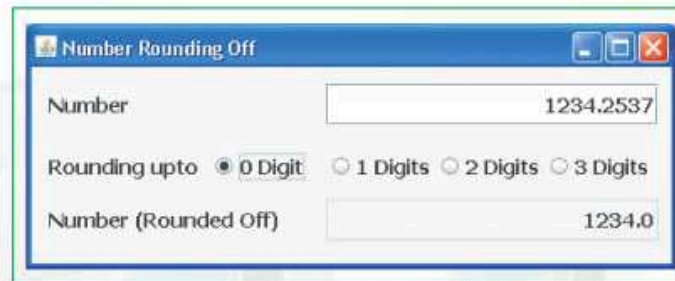 Number Rounding Off
Number 1234.2537
Rounding upto 0 Digit 1 Digits 2 Digits 3 Digits
Number (Rounded Off) 1234.0